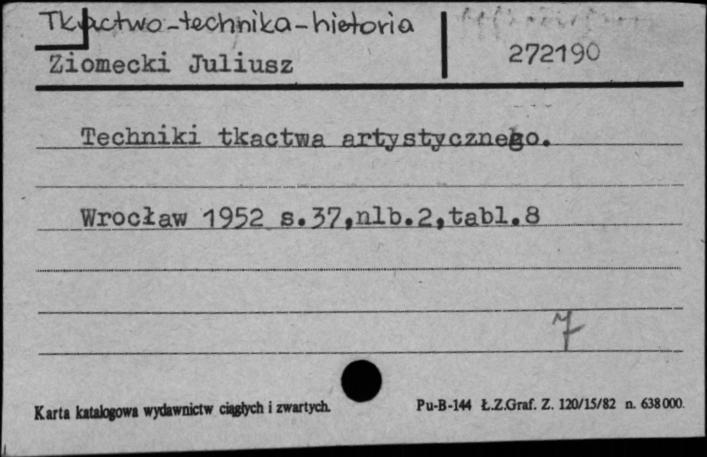 Tkactwo-technika-historia
Ziomecki Juliusz
272190
Techniki tkactwa artystycznego.
Wrocław 1952 s.37,nlb.2,tabl.8
7
Karta katalogowa wydawnictw ciągłych i zwartych.
Pu-B-144 Ł.Z.Graf. Z. 120/15/82 n. 638000.